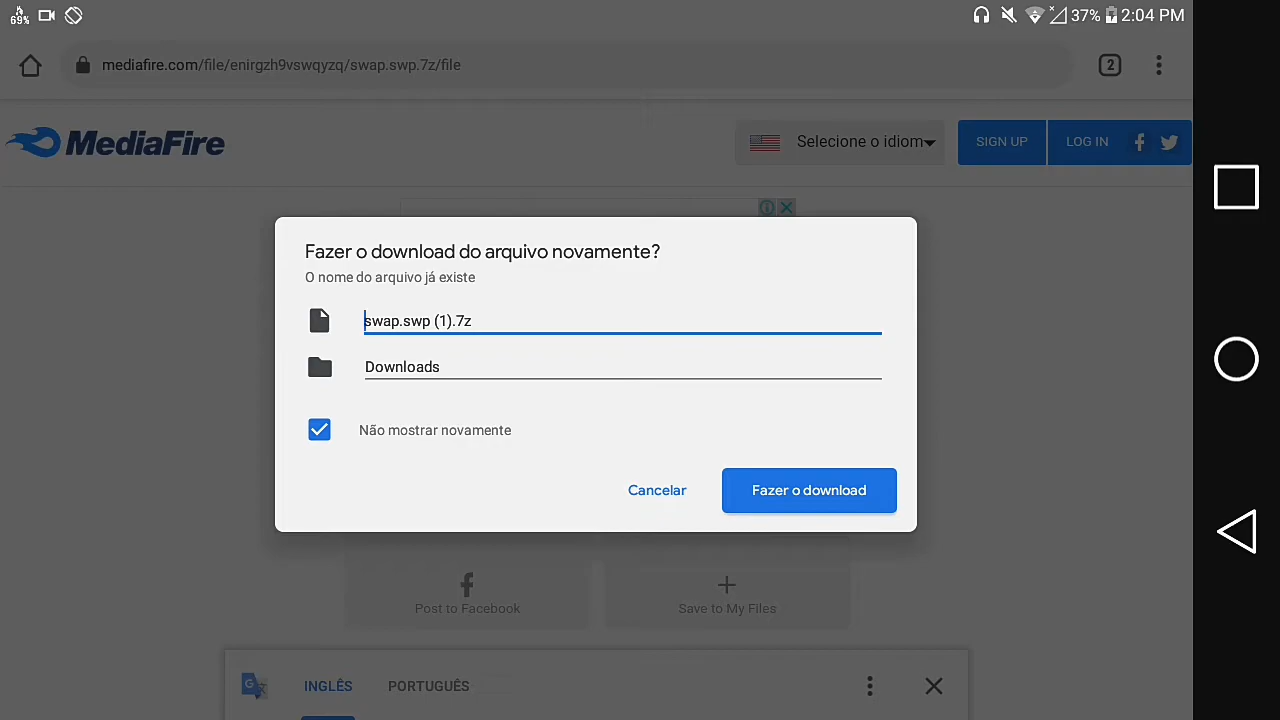 69% 37% 2:04 PM
mediafire.com/file/enirgzh9vswqyzq/swap.swp.7z/file 2
MediaFire Selecione o idiom SIGN UP LOG IN
Fazer o download do arquivo novamente?
O nome do arquivo já existe
swap.swp (1).7z
Downloads
Não mostrar novamente
Cancelar Fazer o download
Post to Facebook Save to My Files
INGLÊS PORTUGUÊS